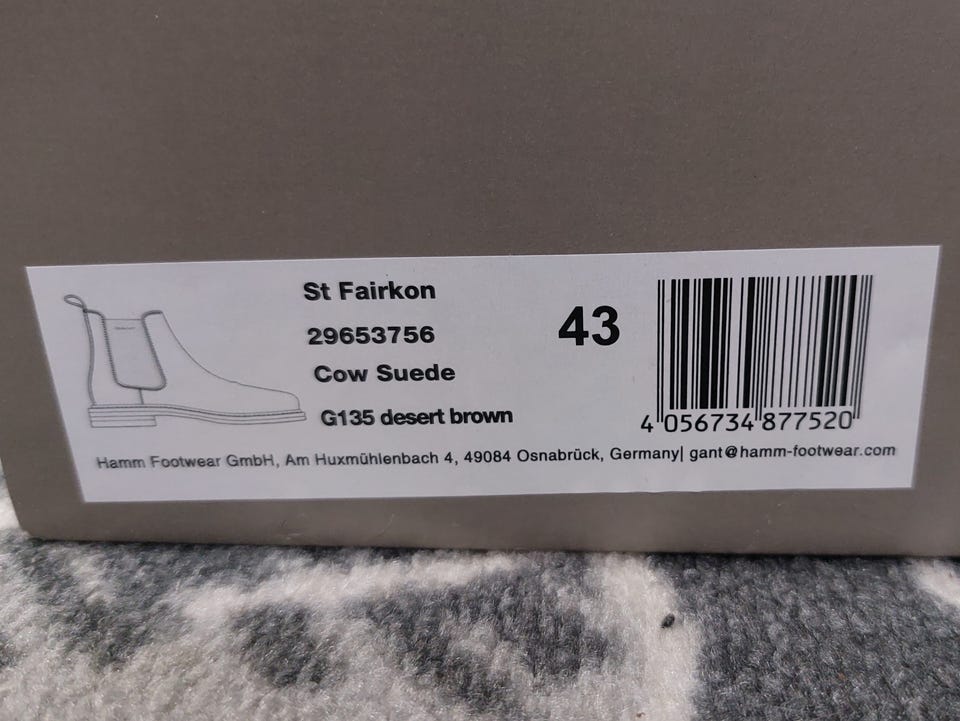 St Fairkon
29653756
Cow Suede
G135 desert brown
43
4 056734 877520
Hamm Footwear GmbH, Am Huxmühlenbach 4, 49084 Osnabrück, Germany| gant@hamm-footwear.com